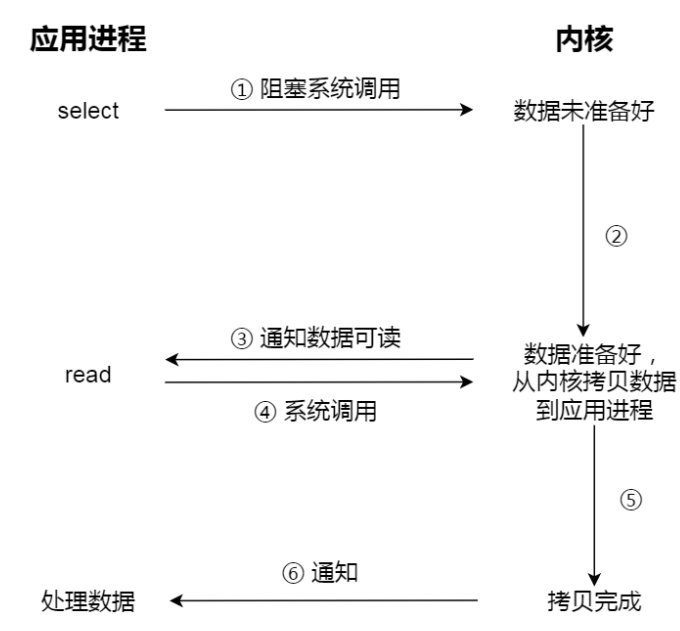 应用进程
内核
① 阻塞系统调用
select
数据未准备好
②
③ 通知数据可读
read
数据准备好，
从内核拷贝数据
到应用进程
④ 系统调用
⑤
⑥ 通知
处理数据
拷贝完成